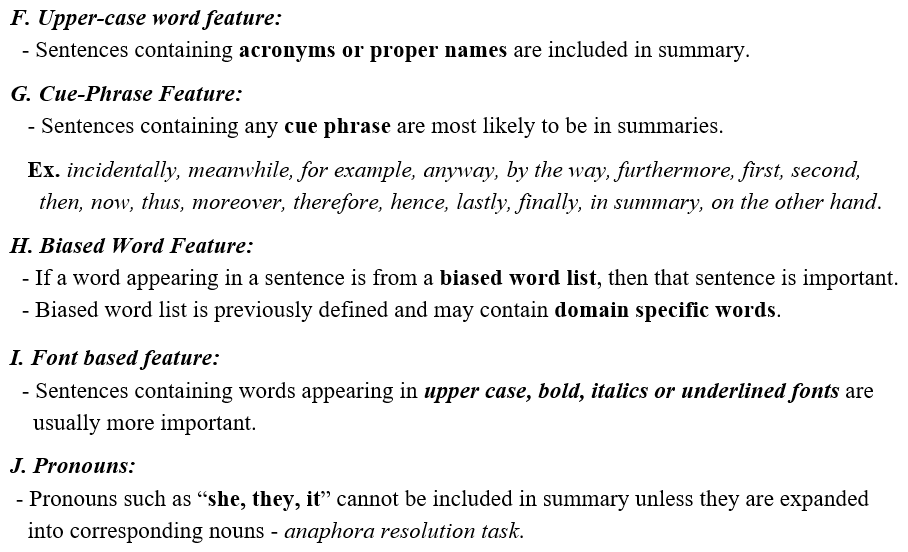 F. Upper-case word feature:
- Sentences containing acronyms or proper names are included in summary.
G. Cue-Phrase Feature:
- Sentences containing any cue phrase are most likely to be in summaries.
Ex. incidentally, meanwhile, for example, anyway, by the way, furthermore, first, second,
then, now, thus, moreover, therefore, hence, lastly, finally, in summary, on the other hand.
H. Biased Word Feature:
- If a word appearing in a sentence is from a biased word list, then that sentence is important.
- Biased word list is previously defined and may contain domain specific words.
I. Font based feature:
- Sentences containing words appearing in upper case, bold, italics or underlined fonts are
usually more important.
J. Pronouns:
- Pronouns such as “she, they, it” cannot be included in summary unless they are expanded
into corresponding nouns - anaphora resolution task.